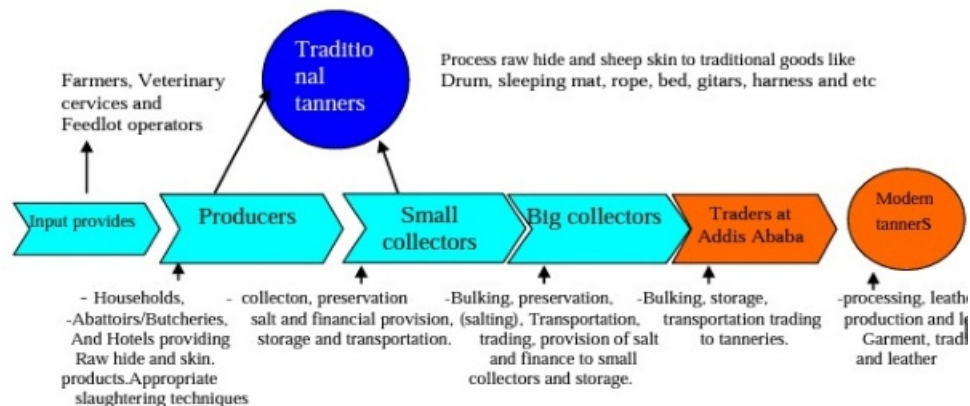 Traditio
nal
tanners
Process raw hide and sheep skin to traditional goods like
Drum, sleeping mat, rope, bed, gitars, harness and etc
Farmers, Veterinary
cervices and
Feedlot operators
Input provides
Producers
Small
collectors
Big collectors
Traders at
Addis Ababa
Modern
tanner$
- Households,
-Abattoirs/Butcheries,
And Hotels providing
Raw hide and skin.
products.Appropriate
slaughtering techniques
- collecton, preservation
salt and financial provision,
storage and transportation.
-Bulking, preservation,
(salting), Transportation,
trading, provision of salt
and finance to small
collectors and storage.
-Bulking, storage,
transportation trading
to tanneries.
-processing,
production and
Garment,
and leather